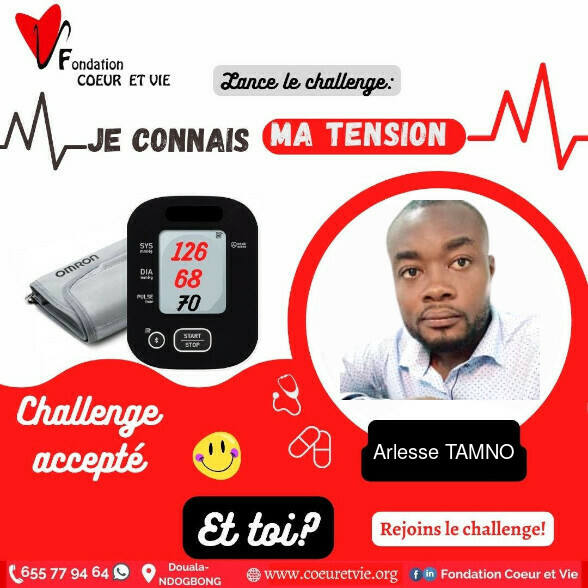 Fondation
COEUR ET VIE
Lance le challenge:
JE CONNAIS MA TENSION
OMRON
SYS
mmHg
126
DIA
mmHg
68
PULSE
/min
70
START
STOP
Challenge
accepté
Arlesse TAMNO
Et toi?
Rejoins le challenge!
655 77 94 64
Douala-
NDOGBONG
www.coeuretvie.org
f in Fondation Coeur et Vie